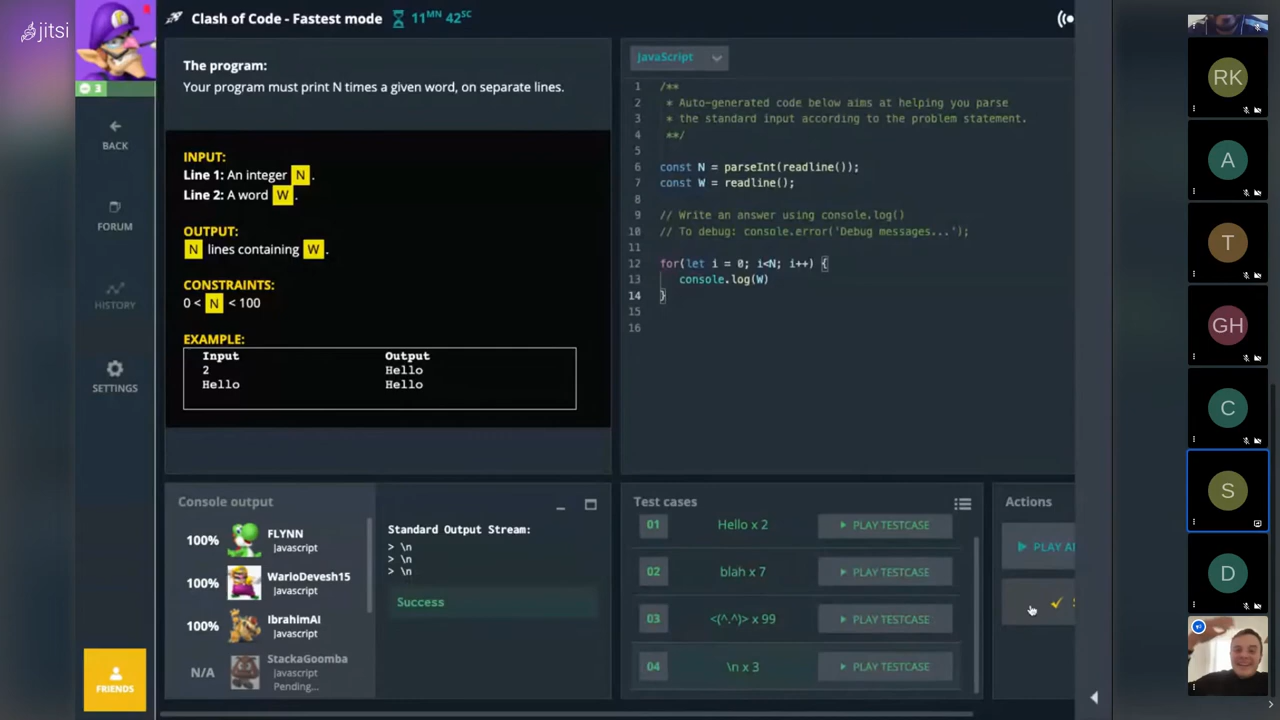 jitsi
Clash of Code - Fastest mode
11MN 42SC
3
BACK
FORUM
HISTORY
SETTINGS
FRIENDS
The program:
Your program must print N times a given word, on separate lines.
INPUT:
Line 1: An integer N .
Line 2: A word W .
OUTPUT:
N lines containing W .
CONSTRAINTS:
0 < N < 100
EXAMPLE:
Input Output
2 Hello
Hello Hello
JavaScript
1 /**
2 * Auto-generated code below aims at helping you parse
3 * the standard input according to the problem statement.
4 **/
5
6 const N = parseInt(readline());
7 const W = readline();
8
9 // Write an answer using console.log()
10 // To debug: console.error('Debug messages...');
11
12 for(let i = 0; i<N; i++) {
13 console.log(W)
14 }
15
16
Console output
100% FLYNN
javascript
100% WarioDevesh15
javascript
100% IbrahimAI
javascript
N/A StackaGoomba
javascript
Pending...
Standard Output Stream:
> \n
> \n
> \n
Success
Test cases
01 Hello x 2 PLAY TESTCASE
02 blah x 7 PLAY TESTCASE
03 <(^.^)> x 99 PLAY TESTCASE
04 \n x 3 PLAY TESTCASE
Actions
PLAY
RK
A
T
GH
C
S
D